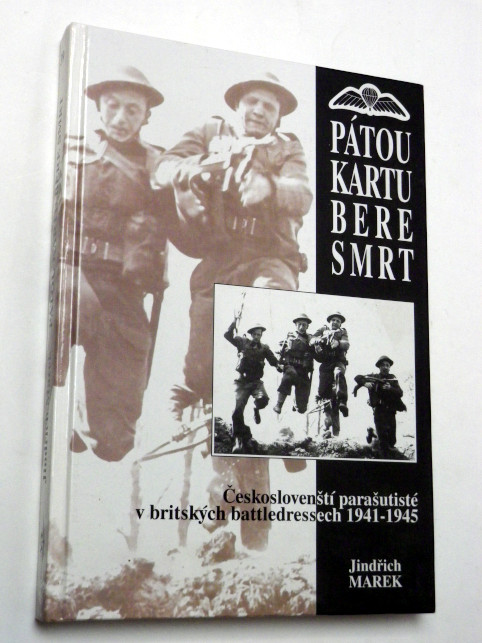 PÁTOU
KARTU
BERE
SMRT
Českoslovenští parašutisté
v britských battledressech 1941-1945
Jindřich
MAREK